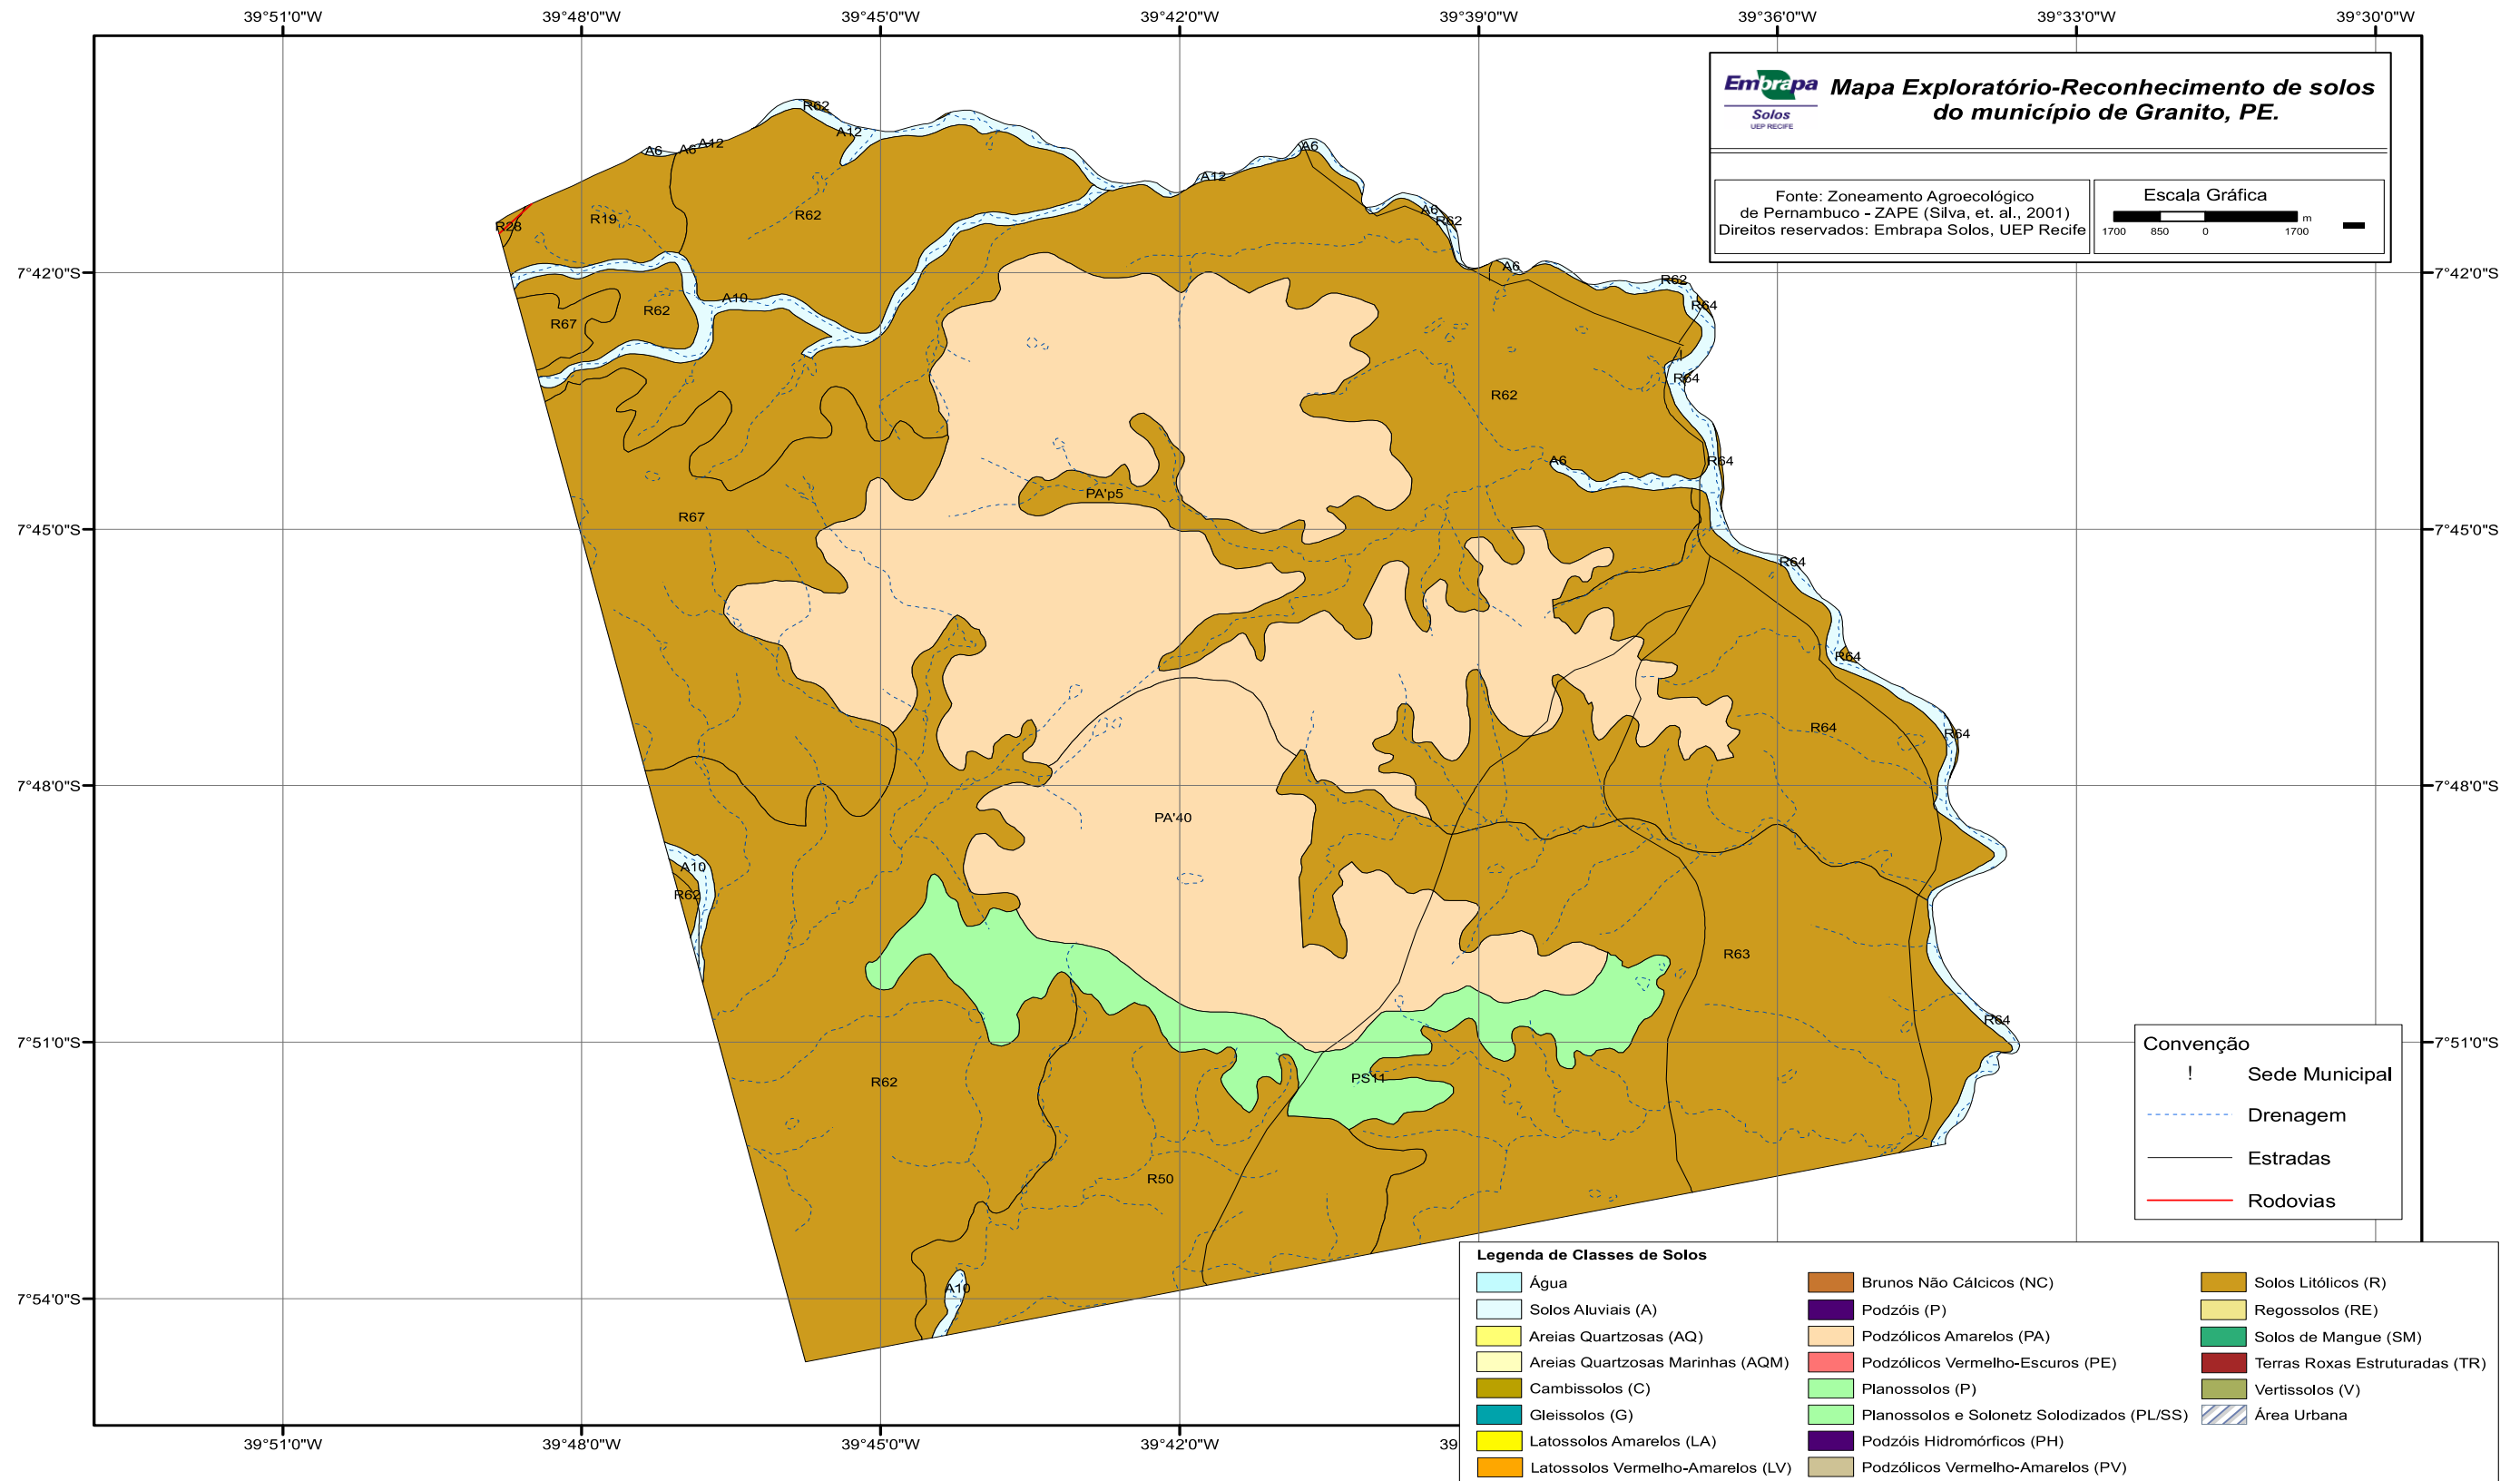 39°51'0"W
39°48'0"W
39°45'0"W
39°42'0"W
39°39'0"W
39°36'0"W
39°33'0"W
39°30'0"W
Embrapa
Solos
UEP RECIFE
Mapa Exploratório-Reconhecimento de solos
do município de Granito, PE.
Fonte: Zoneamento Agroecológico
de Pernambuco - ZAPE (Silva, et. al., 2001)
Direitos reservados: Embrapa Solos, UEP Recife
Escala Gráfica
m
1700 850 0 1700
R62
A12
A12
A6
A6
A6
A12
R28
R19
R62
A6
R62
7°42'0"S
7°42'0"S
A6
R62
R64
A10
R62
R67
!
R64
R62
A6
R64
PA'p5
R67
7°45'0"S
7°45'0"S
R64
R64
R64
R64
7°48'0"S
7°48'0"S
PA'40
A10
R62
R63
R64
7°51'0"S
7°51'0"S
PS11
R62
R50
A10
7°54'0"S
Convenção
! Sede Municipal
Drenagem
Estradas
Rodovias
Legenda de Classes de Solos
Água
Solos Aluviais (A)
Areias Quartzosas (AQ)
Areias Quartzosas Marinhas (AQM)
Cambissolos (C)
Gleissolos (G)
Latossolos Amarelos (LA)
Latossolos Vermelho-Amarelos (LV)
Brunos Não Cálcicos (NC)
Podzóis (P)
Podzólicos Amarelos (PA)
Podzólicos Vermelho-Escuros (PE)
Planossolos (P)
Planossolos e Solonetz Solodizados (PL/SS)
Podzóis Hidromórficos (PH)
Podzólicos Vermelho-Amarelos (PV)
Solos Litólicos (R)
Regossolos (RE)
Solos de Mangue (SM)
Terras Roxas Estruturadas (TR)
Vertissolos (V)
Área Urbana
39°51'0"W
39°48'0"W
39°45'0"W
39°42'0"W
39